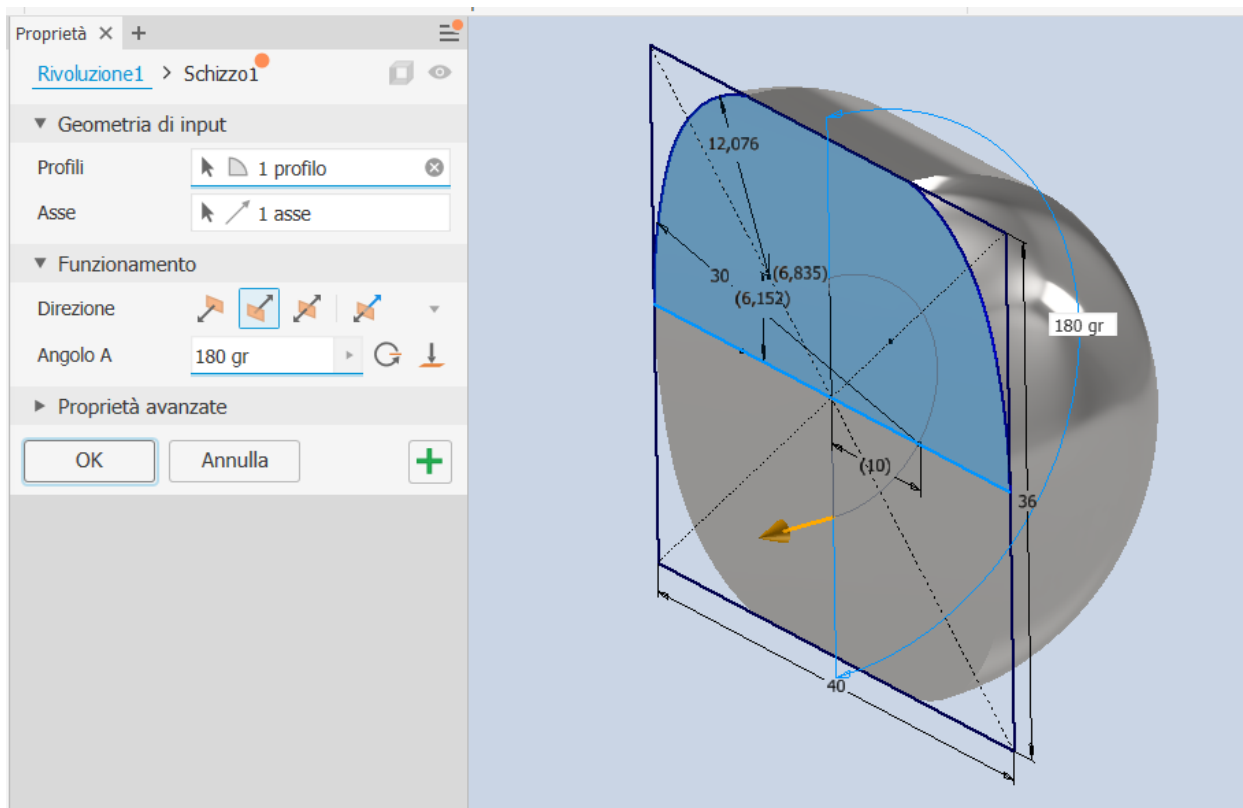 Proprietà × +
Rivoluzione1 > Schizzo1
Geometria di input
Profili 1 profilo
Asse 1 asse
Funzionamento
Direzione
Angolo A 180 gr
Proprietà avanzate
OK Annulla
12,076
30
(6,835)
(6,152)
180 gr
(10)
36
40